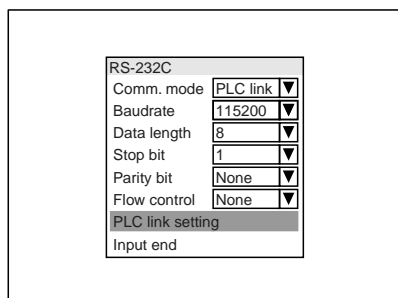 RS-232C
Comm. mode PLC link ▼
Baudrate 115200 ▼
Data length 8 ▼
Stop bit 1 ▼
Parity bit None ▼
Flow control None ▼
PLC link setting
Input end